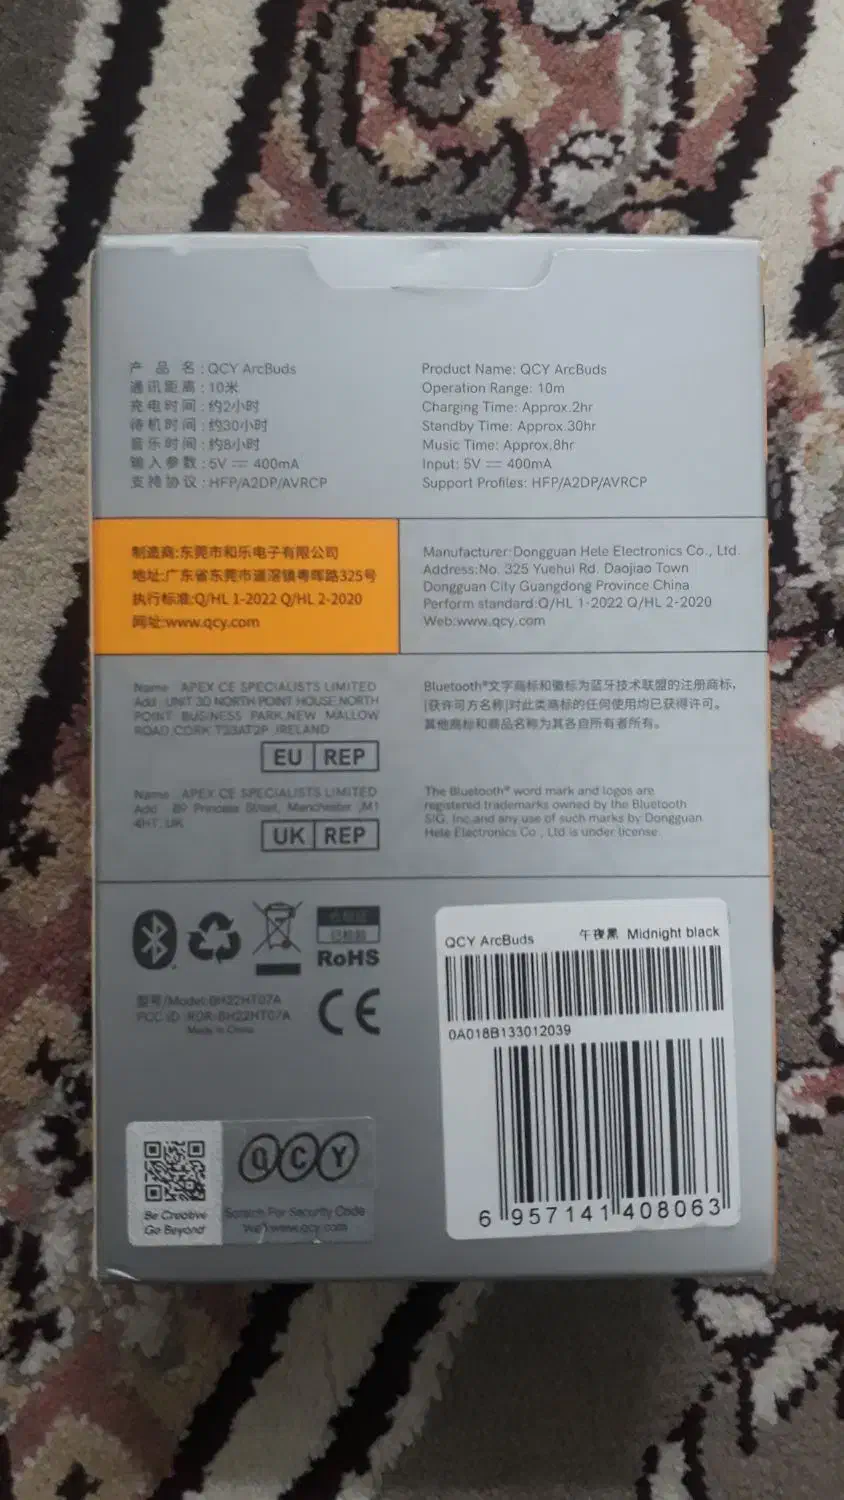 产品名:QCY ArcBuds
通讯距离:10米
充电时间:约2小时
待机时间:约30小时
音乐时间:约8小时
输入参数:5V ⎓ 400mA
支持协议:HFP/A2DP/AVRCP
Product Name: QCY ArcBuds
Operation Range: 10m
Charging Time: Approx.2hr
Standby Time: Approx.30hr
Music Time: Approx.8hr
Input: 5V ⎓ 400mA
Support Profiles: HFP/A2DP/AVRCP
制造商:东莞市和乐电子有限公司
地址:广东省东莞市道滘镇粤晖路325号
执行标准:Q/HL 1-2022 Q/HL 2-2020
网址:www.qcy.com
Manufacturer:Dongguan Hele Electronics Co., Ltd.
Address:No. 325 Yuehui Rd. Daojiao Town
Dongguan City Guangdong Province China
Perform standard:Q/HL 1-2022 Q/HL 2-2020
Web:www.qcy.com
Name APEX CE SPECIALISTS LIMITED
Add UNIT 3D NORTH POINT HOUSE,NORTH
POINT BUSINESS PARK,NEW MALLOW
ROAD,CORK T23AT2P ,IRELAND
EU REP
Name APEX CE SPECIALISTS LIMITED
Add 89 Princess Street, Manchester ,M1
4HT ,UK
UK REP
Bluetooth®文字商标和徽标为蓝牙技术联盟的注册商标,
[获许可方名称]对此类商标的任何使用均已获得许可。
其他商标和商品名称为其各自所有者所有。
The Bluetooth® word mark and logos are
registered trademarks owned by the Bluetooth
SIG, Inc.and any use of such marks by Dongguan
Hele Electronics Co., Ltd is under license.
合格证
已检验
RoHS
型号/Model:BH22HT07A
FCC ID :RDR-BH22HT07A
Made in China
CE
QCY ArcBuds 午夜黑 Midnight black
0A018B133012039
6 957141 408063
QCY
Be Creative
Go Beyond
Scratch For Security Code
Web:www.qcy.com